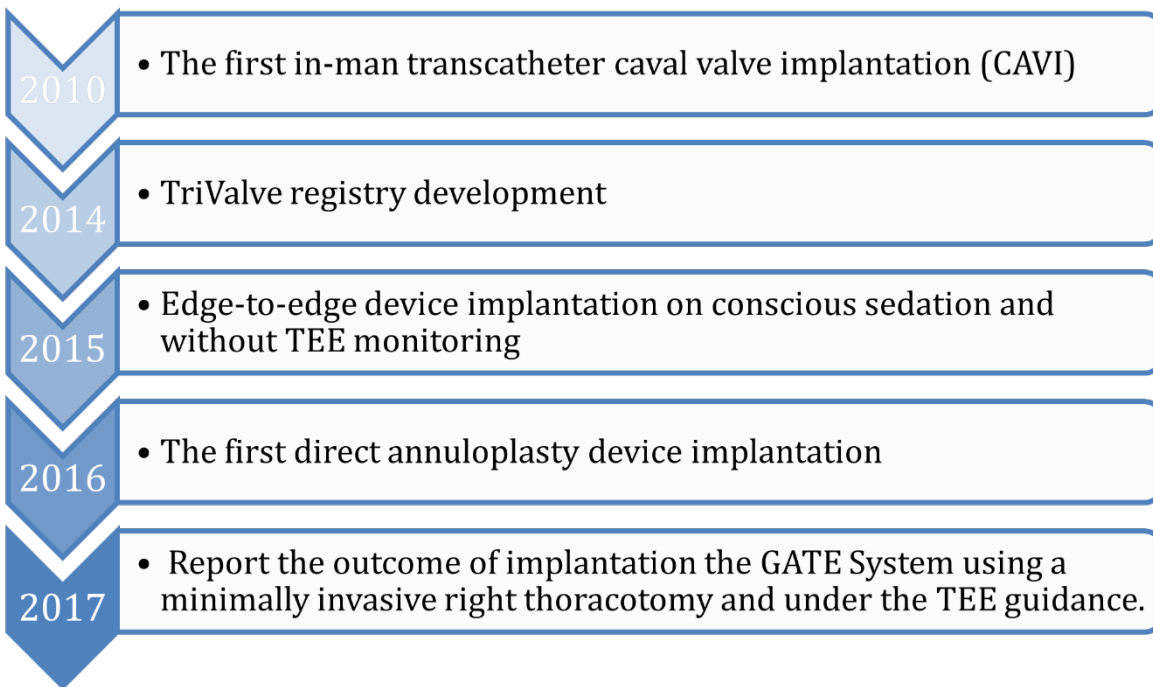 2010
• The first in-man transcatheter caval valve implantation (CAVI)
2014
• TriValve registry development
2015
• Edge-to-edge device implantation on conscious sedation and
without TEE monitoring
2016
• The first direct annuloplasty device implantation
2017
• Report the outcome of implantation the GATE System using a
minimally invasive right thoracotomy and under the TEE guidance.